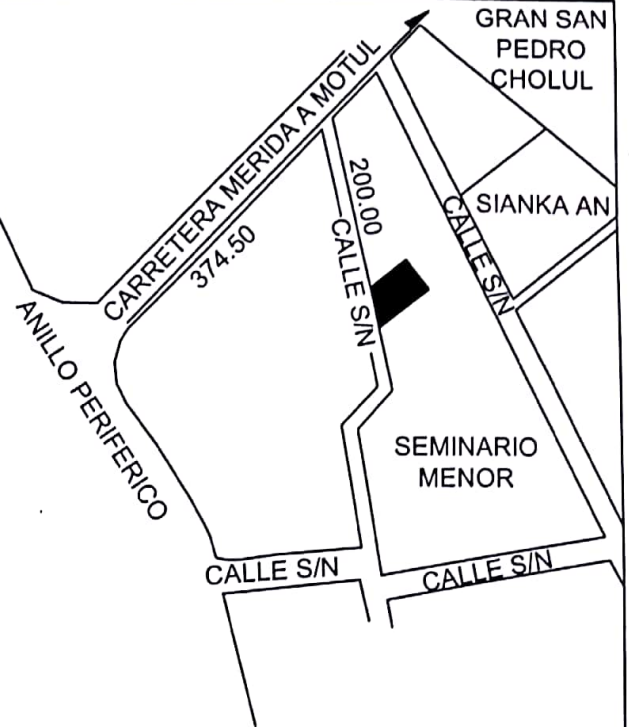 GRAN SAN
PEDRO
CHOLUL
CARRETERA MERIDA A MOTUL
374.50
200.00
CALLE S/N
CALLE S/N
SIANKA AN
ANILLO PERIFERICO
SEMINARIO
MENOR
CALLE S/N
CALLE S/N